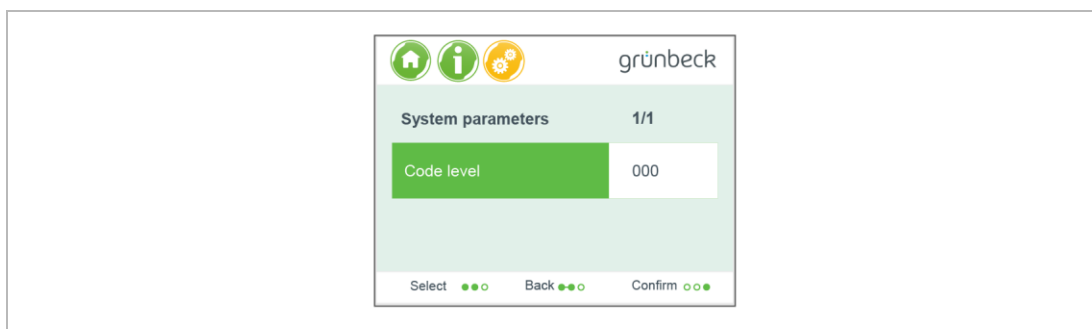 grünbeck
System parameters 1/1
Code level 000
Select Back Confirm